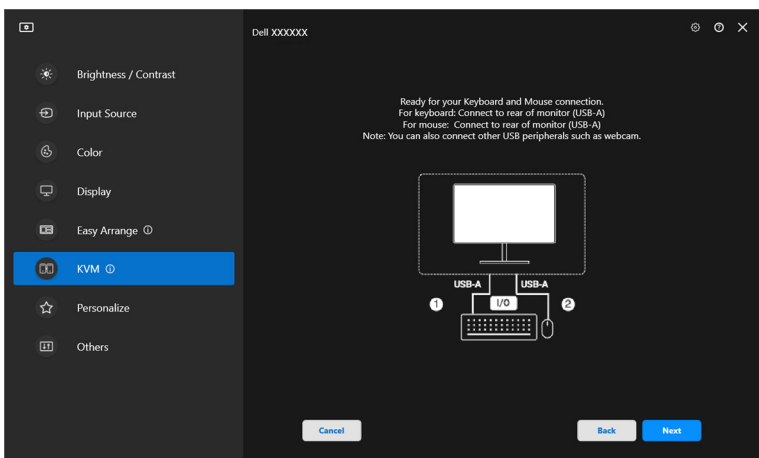 Dell XXXXXX
Brightness / Contrast
Input Source
Color
Display
Easy Arrange
KVM
Personalize
Others
Ready for your Keyboard and Mouse connection.
For keyboard: Connect to rear of monitor (USB-A)
For mouse: Connect to rear of monitor (USB-A)
Note: You can also connect other USB peripherals such as webcam.
USB-A USB-A
1 I/O 2
Cancel Back Next